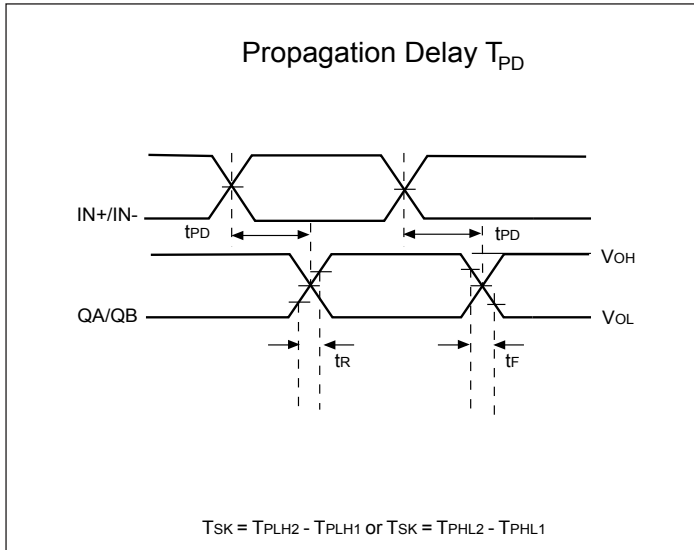 Propagation Delay TPD
IN+/IN-
tPD
tPD
VOH
QA/QB
VOL
tR
tF
TSK = TPLH2 - TPLH1 or TSK = TPHL2 - TPHL1